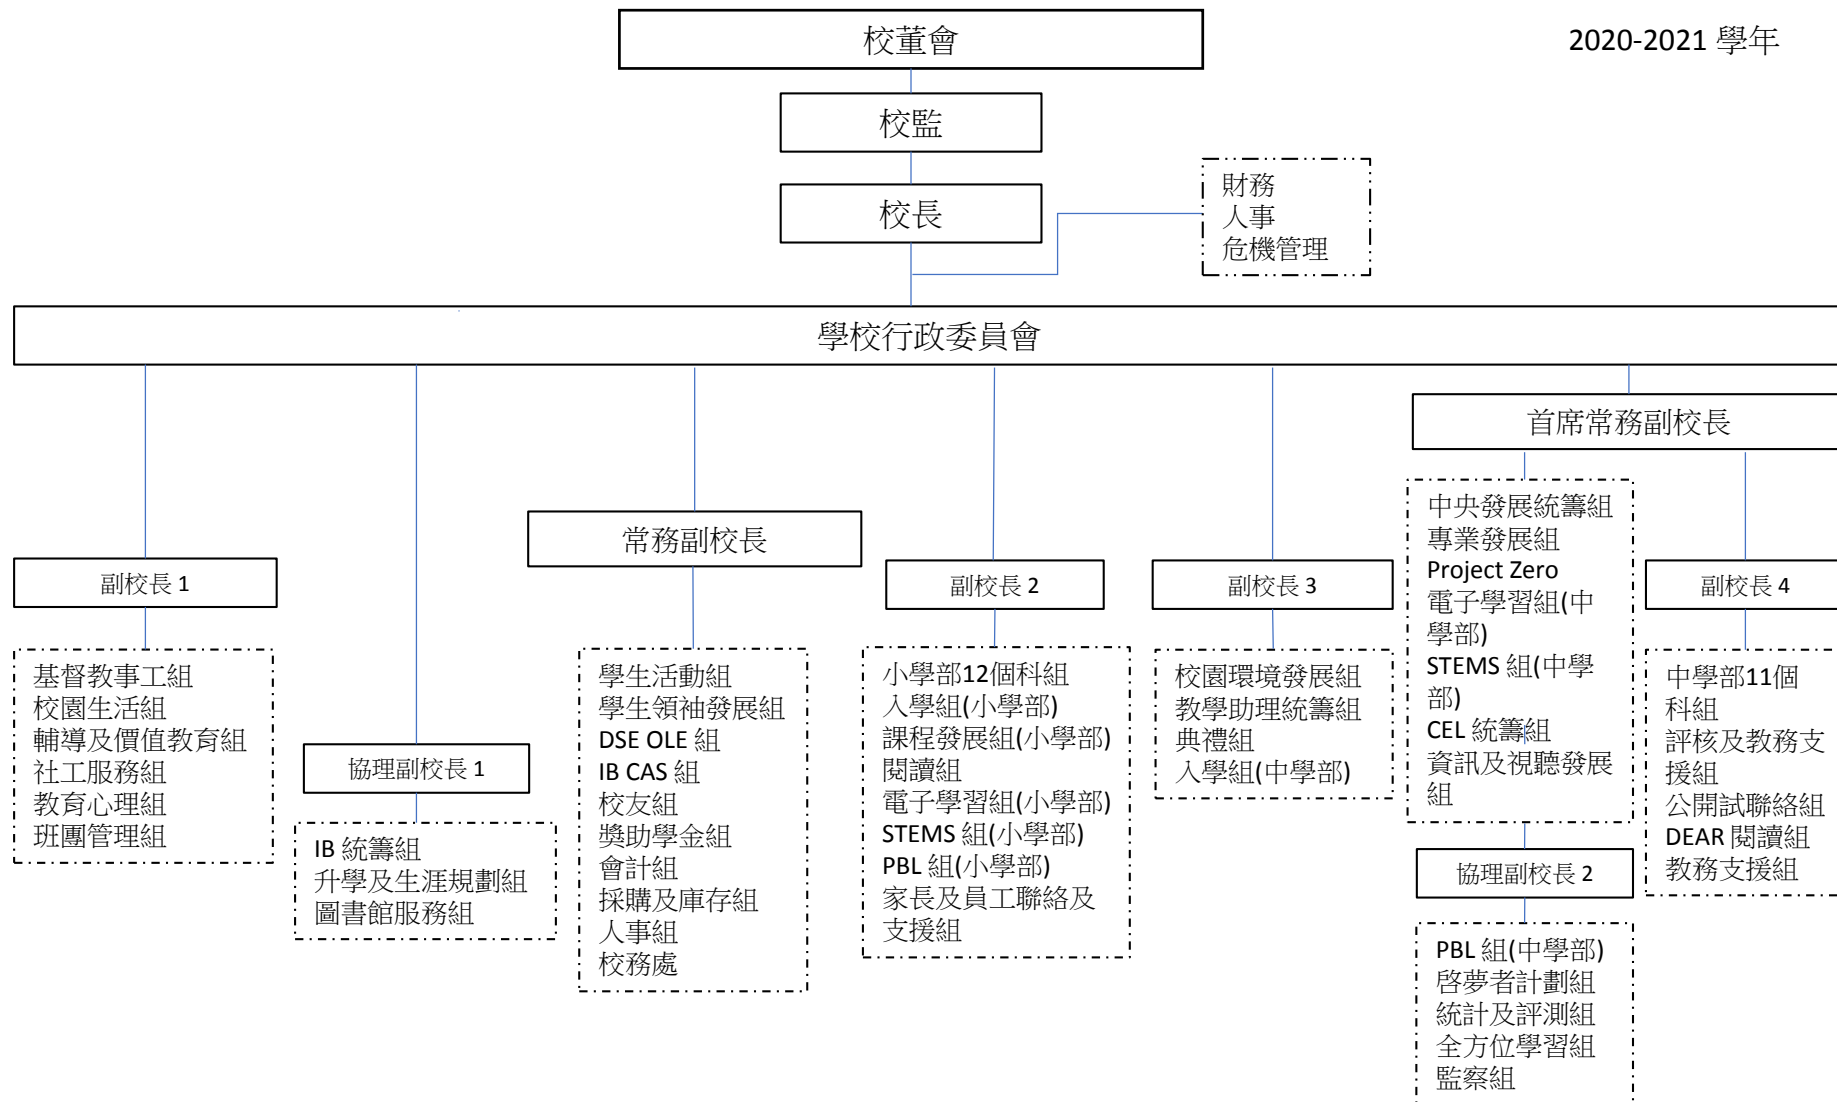 校董會
2020-2021 學年
校監
校長
財務
人事
危機管理
學校行政委員會
副校長 1
基督教事工組
校園生活組
輔導及價值教育組
社工服務組
教育心理組
班團管理組
協理副校長 1
IB 統籌組
升學及生涯規劃組
圖書館服務組
常務副校長
學生活動組
學生領袖發展組
DSE OLE 組
IB CAS 組
校友組
獎助學金組
會計組
採購及庫存組
人事組
校務處
副校長 2
小學部12個科組
入學組(小學部)
課程發展組(小學部)
閱讀組
電子學習組(小學部)
STEMS 組(小學部)
PBL 組(小學部)
家長及員工聯絡及
支援組
副校長 3
校園環境發展組
教學助理統籌組
典禮組
入學組(中學部)
首席常務副校長
中央發展統籌組
專業發展組
Project Zero
電子學習組(中
學部)
STEMS 組(中學
部)
CEL 統籌組
資訊及視聽發展
組
協理副校長 2
PBL 組(中學部)
啓夢者計劃組
統計及評測組
全方位學習組
監察組
副校長 4
中學部11個
科組
評核及教務支
援組
公開試聯絡組
DEAR 閱讀組
教務支援組